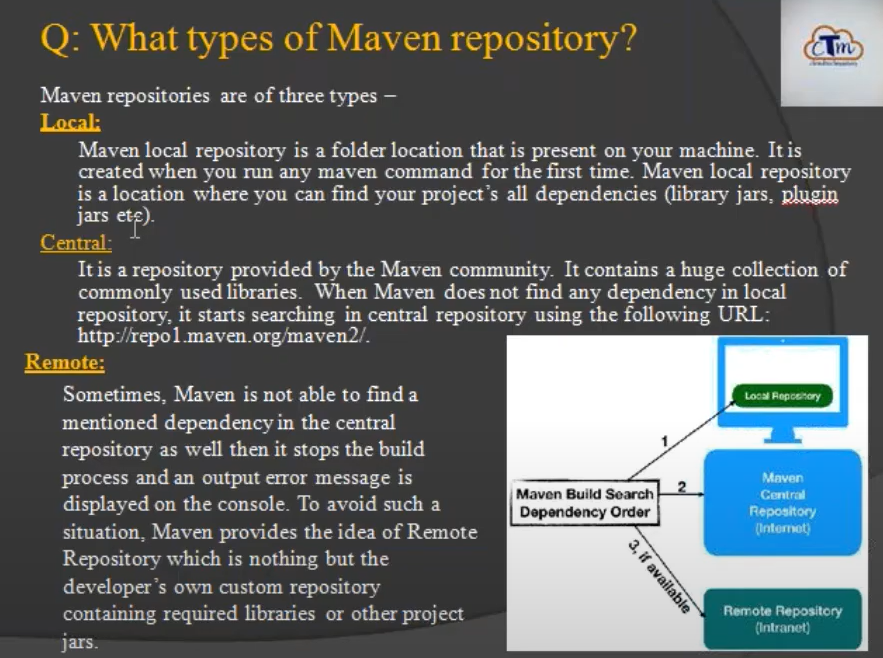 Q: What types of Maven repository?
cTm
Maven repositories are of three types –
Local:
Maven local repository is a folder location that is present on your machine. It is
created when you run any maven command for the first time. Maven local repository
is a location where you can find your project's all dependencies (library jars, plugin
jars etc).
Central:
It is a repository provided by the Maven community. It contains a huge collection of
commonly used libraries. When Maven does not find any dependency in local
repository, it starts searching in central repository using the following URL:
http://repo1.maven.org/maven2/.
Remote:
Sometimes, Maven is not able to find a
mentioned dependency in the central
repository as well then it stops the build
process and an output error message is
displayed on the console. To avoid such a
situation, Maven provides the idea of Remote
Repository which is nothing but the
developer's own custom repository
containing required libraries or other project
jars.
Local Repository
1
Maven Build Search
Dependency Order
2
Maven
Central
Repository
(Internet)
3, if available
Remote Repository
(Intranet)